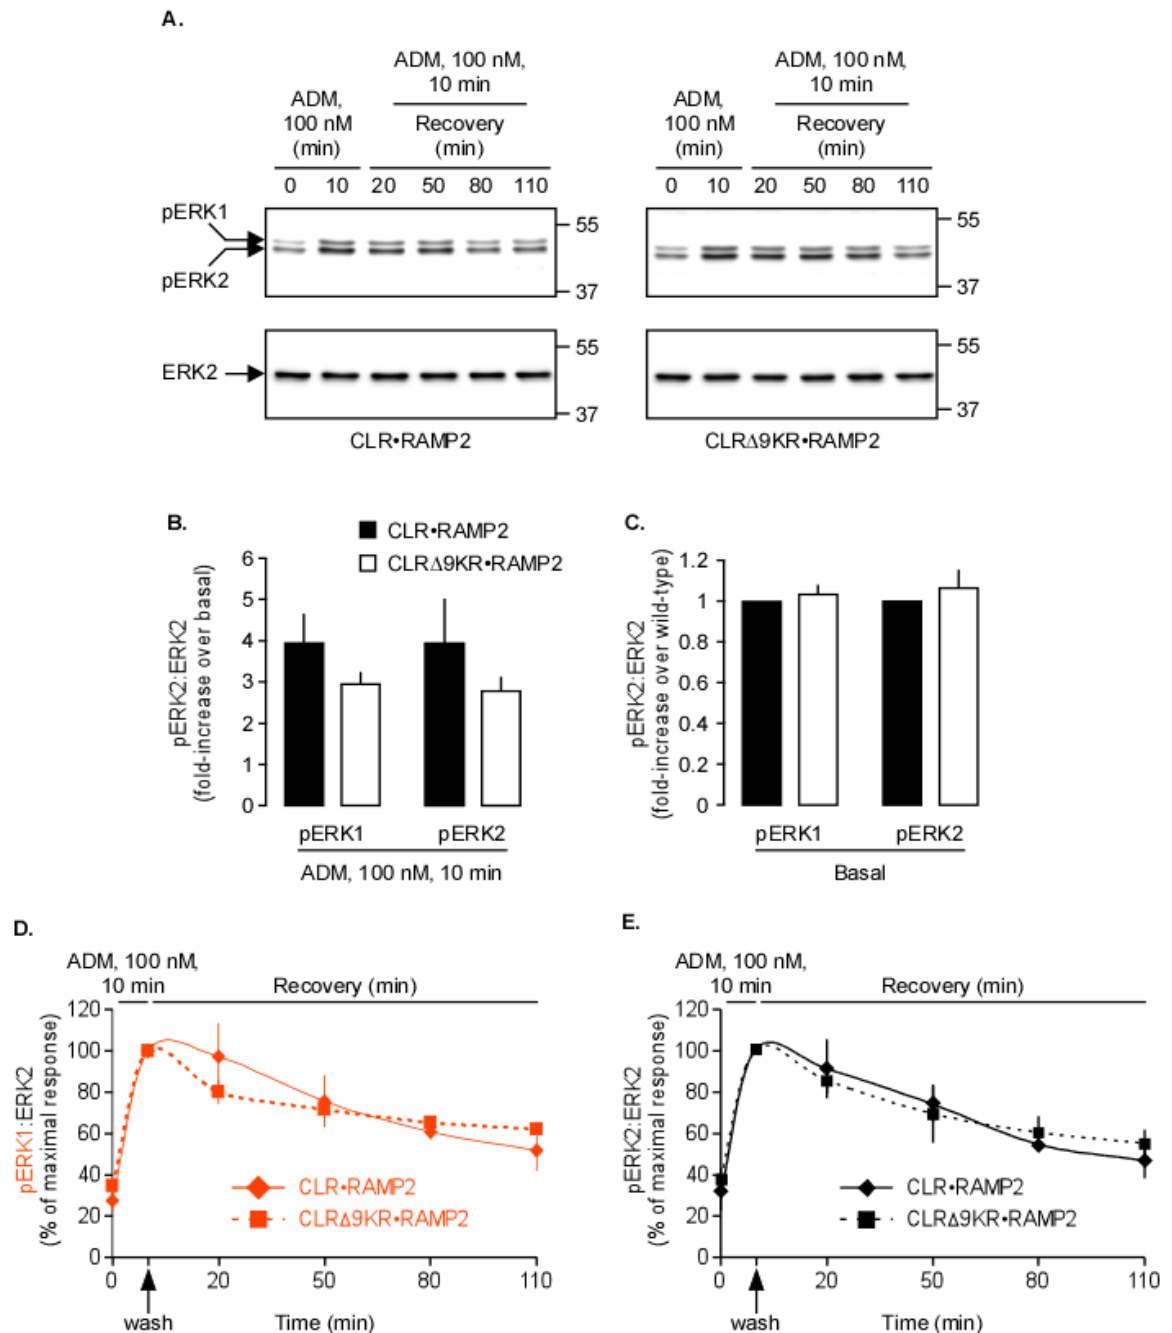 A.
ADM, 100 nM,
10 min
ADM,
100 nM
(min)
Recovery
(min)
0 10 20 50 80 110
ADM, 100 nM,
10 min
ADM,
100 nM
(min)
Recovery
(min)
0 10 20 50 80 110
pERK1
pERK2
55
37
55
37
ERK2
55
37
55
37
CLR•RAMP2
CLRΔ9KR•RAMP2
B.
CLR•RAMP2
CLRΔ9KR•RAMP2
pERK2:ERK2
(fold-increase over basal)
6
5
4
3
2
1
0
pERK1 pERK2
ADM, 100 nM, 10 min
C.
pERK2:ERK2
(fold-increase over wild-type)
1.2
1
0.8
0.6
0.4
0.2
0
pERK1 pERK2
Basal
D.
ADM, 100 nM,
10 min
Recovery (min)
pERK1:ERK2
(% of maximal response)
120
100
80
60
40
20
0
CLR•RAMP2
CLRΔ9KR•RAMP2
0 20 50 80 110
wash
Time (min)
E.
ADM, 100 nM,
10 min
Recovery (min)
pERK2:ERK2
(% of maximal response)
120
100
80
60
40
20
0
CLR•RAMP2
CLRΔ9KR•RAMP2
0 20 50 80 110
wash
Time (min)